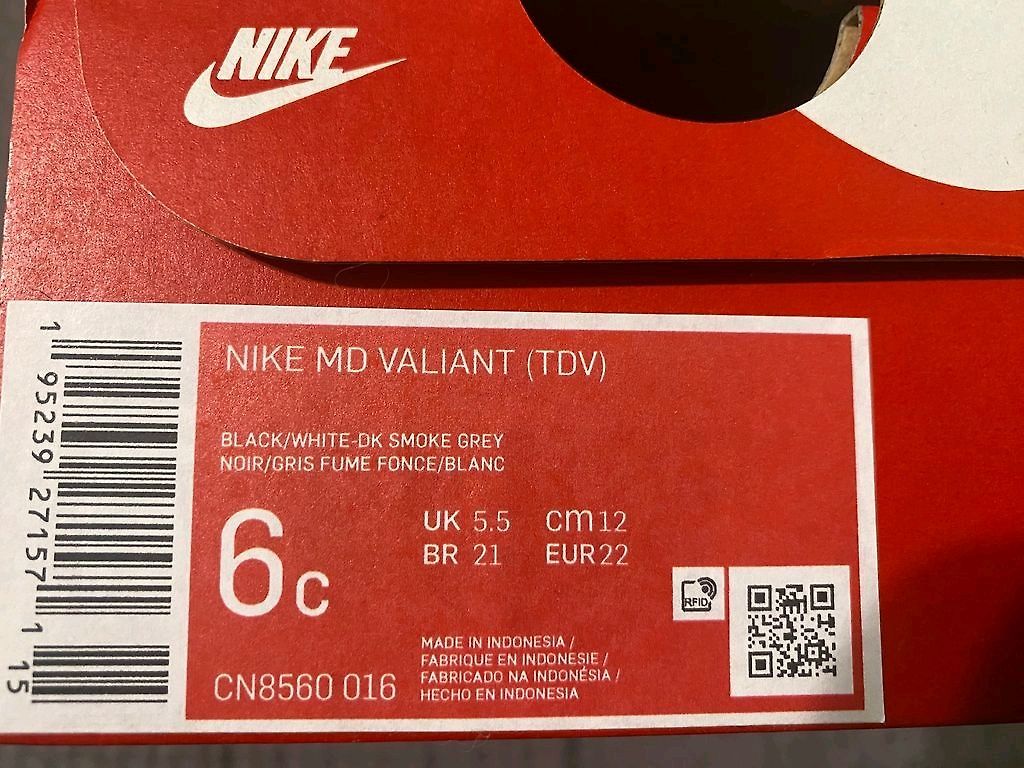 NIKE
NIKE MD VALIANT (TDV)
BLACK/WHITE-DK SMOKE GREY
NOIR/GRIS FUME FONCE/BLANC
6C
UK 5.5 cm 12
BR 21 EUR 22
RFID
MADE IN INDONESIA /
FABRIQUE EN INDONESIE /
FABRICADO NA INDONÉSIA /
HECHO EN INDONESIA
CN8560 016
1 95239 27157 1 15